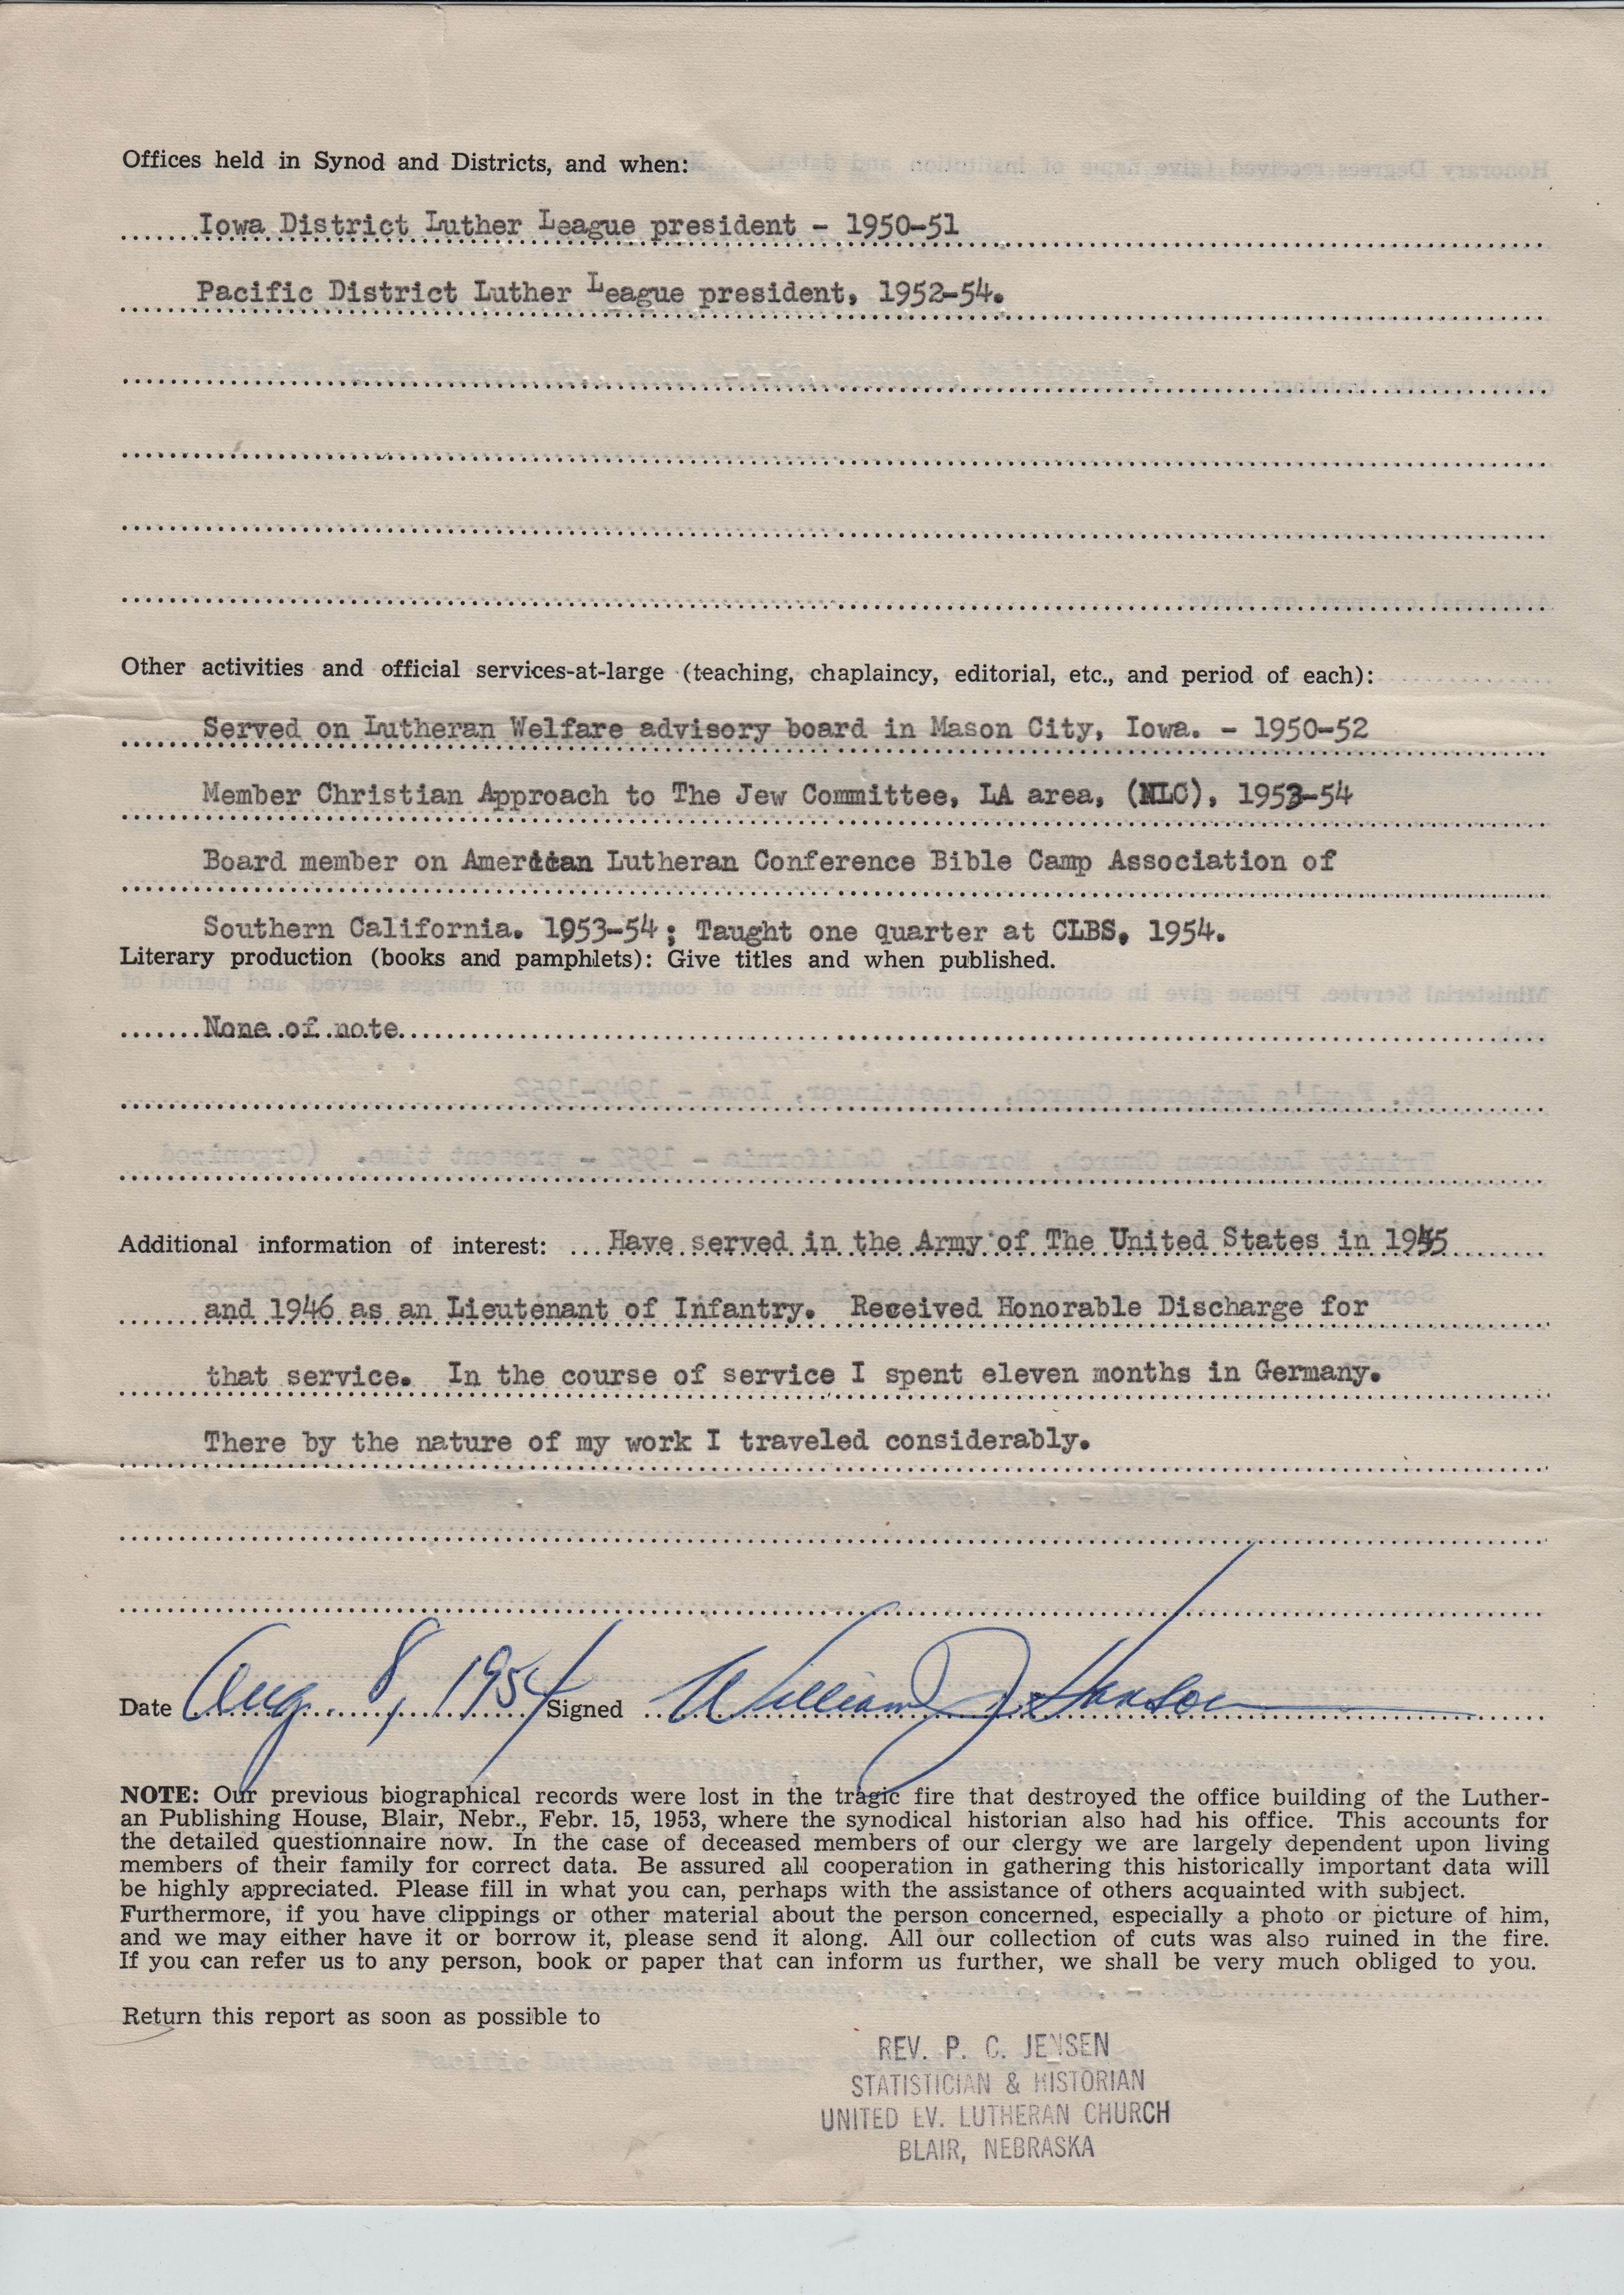 Offices held in Synod and Districts, and when:
Iowa District Luther League president - 1950-51
Pacific District Luther League president, 1952-54.
Other activities and official services-at-large (teaching, chaplaincy, editorial, etc., and period of each):
Served on Lutheran Welfare advisory board in Mason City, Iowa. - 1950-52
Member Christian Approach to The Jew Committee, LA area, (NLC), 1953-54
Board member on American Lutheran Conference Bible Camp Association of
Southern California. 1953-54; Taught one quarter at CLBS, 1954.
Literary production (books and pamphlets): Give titles and when published.
None of note
Additional information of interest: Have served in the Army of The United States in 1945
and 1946 as an Lieutenant of Infantry. Received Honorable Discharge for
that service. In the course of service I spent eleven months in Germany.
There by the nature of my work I traveled considerably.
Date Aug. 8, 1954 Signed William J Hanson
NOTE: Our previous biographical records were lost in the tragic fire that destroyed the office building of the Luther-
an Publishing House, Blair, Nebr., Febr. 15, 1953, where the synodical historian also had his office. This accounts for
the detailed questionnaire now. In the case of deceased members of our clergy we are largely dependent upon living
members of their family for correct data. Be assured all cooperation in gathering this historically important data will
be highly appreciated. Please fill in what you can, perhaps with the assistance of others acquainted with subject.
Furthermore, if you have clippings or other material about the person concerned, especially a photo or picture of him,
and we may either have it or borrow it, please send it along. All our collection of cuts was also ruined in the fire.
If you can refer us to any person, book or paper that can inform us further, we shall be very much obliged to you.
Return this report as soon as possible to
REV. P. C. JENSEN
STATISTICIAN & HISTORIAN
UNITED EV. LUTHERAN CHURCH
BLAIR, NEBRASKA